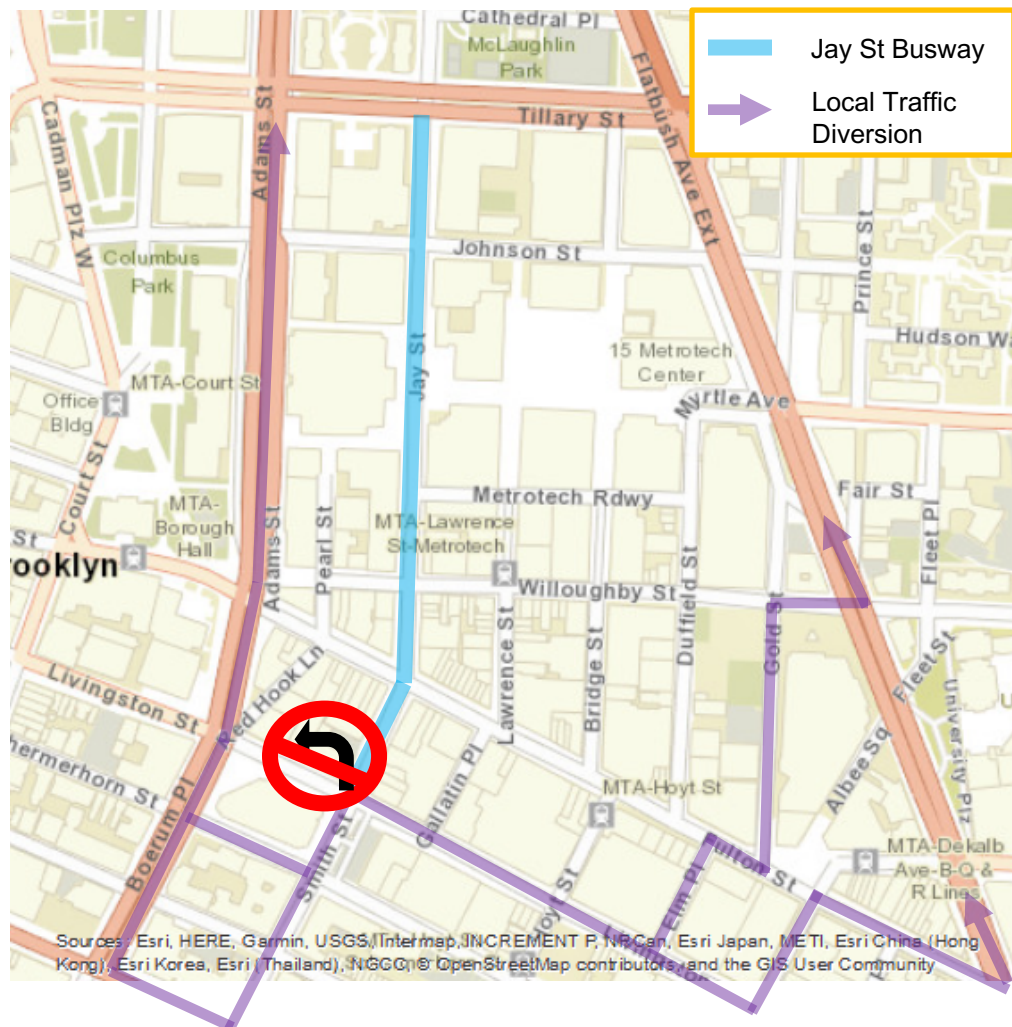 Cathedral Pl
McLaughlin
Park
Jay St Busway
Local Traffic
Diversion
Tillary St
Flatbush Ave Ext
Adams St
Cadman Plz W
Columbus
Park
Johnson St
Prince St
Hudson Wa
MTA-Court St
Office
Bldg
Jay St
15 Metrotech
Center
Myrtle Ave
Court St
Metrotech Rdwy
Fair St
Fleet Pl
MTA-
Borough
Hall
St
rooklyn
Adams St
Pearl St
MTA-Lawrence
St-Metrotech
Willoughby St
Lawrence St
Bridge St
Duffield St
Gold St
Fleet St
University Plz
U
Livingston St
Red Hook Ln
hermerhorn St
Boerum Pl
Smith St
Gallatin Pl
MTA-Hoyt St
Hoyt St
Elm Pl
Fulton St
Albee Sq
MTA-Dekalb
Ave-B-Q &
R Lines
Sources: Esri, HERE, Garmin, USGS, Intermap, INCREMENT P, NRCan, Esri Japan, METI, Esri China (Hong
Kong), Esri Korea, Esri (Thailand), NGCC, © OpenStreetMap contributors, and the GIS User Community